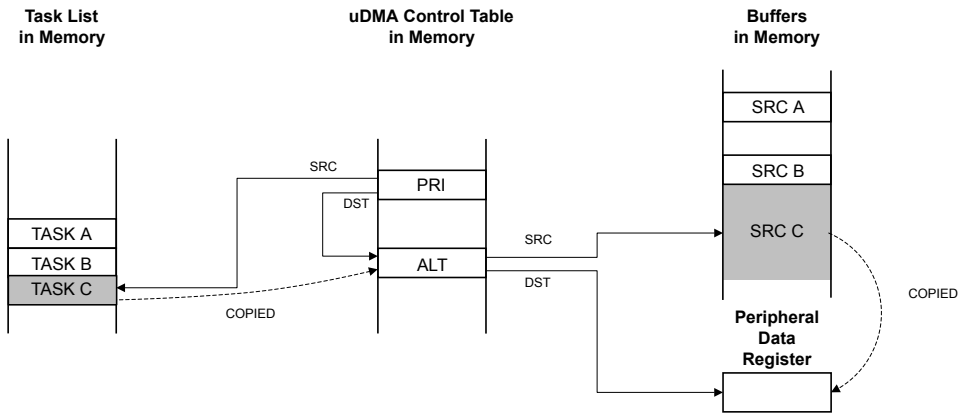 Task List
in Memory
uDMA Control Table
in Memory
Buffers
in Memory
SRC A
SRC B
SRC C
SRC
PRI
DST
TASK A
TASK B
TASK C
ALT
SRC
DST
COPIED
COPIED
Peripheral
Data
Register